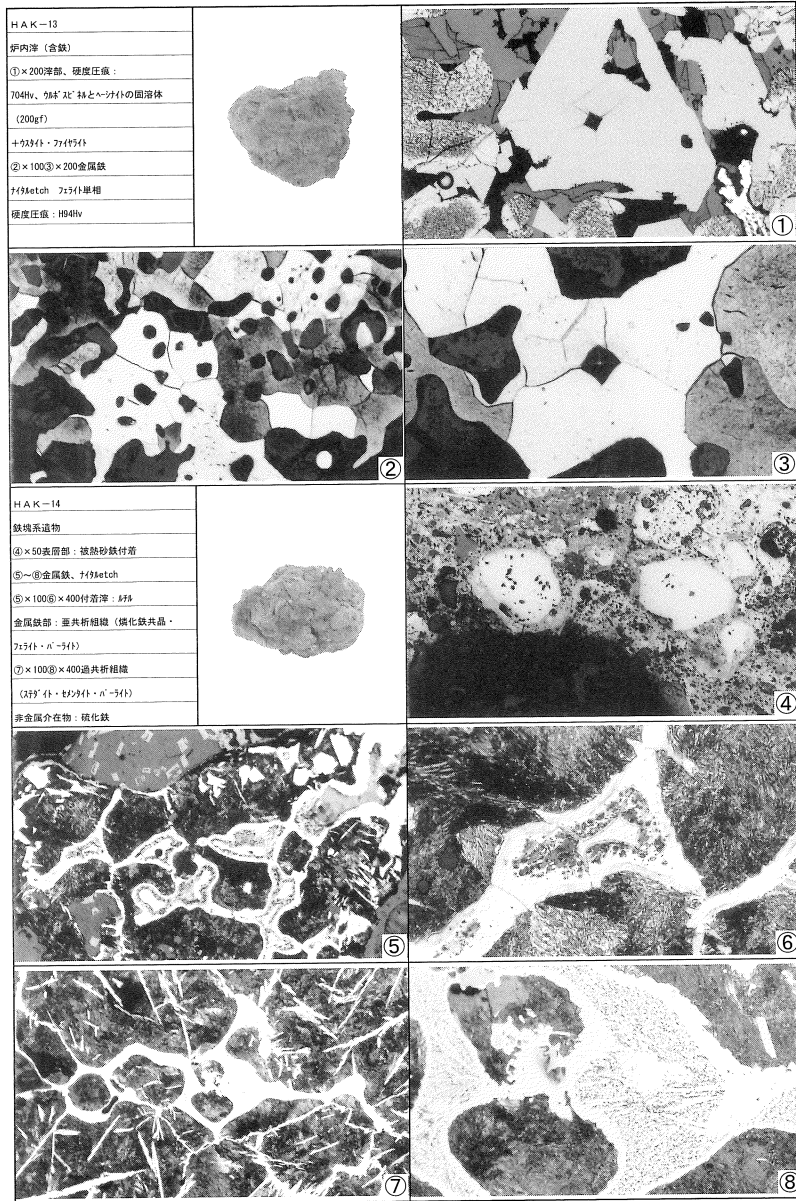 HAK-13
炉内滓（含鉄）
①×200滓部、硬度圧痕：
704Hv、ｳﾙﾎﾞｽﾋﾟﾈﾙとﾍｰｼﾅｲﾄの固溶体
（200gf）
＋ウスタイト・ファイヤライト
②×100③×200金属鉄
ﾅｲﾀﾙetch　フェライト単相
硬度圧痕：H94Hv
①
②
③
HAK-14
鉄塊系遺物
④×50表層部：被熱砂鉄付着
⑤～⑧金属鉄、ﾅｲﾀﾙetch
⑤×100⑥×400付着滓：ﾙﾁﾙ
金属鉄部：亜共析組織（燐化鉄共晶・
フェライト・パーライト）
⑦×100⑧×400過共析組織
（ｽﾃﾀﾞｲﾄ・ｾﾒﾝﾀｲﾄ・ﾊﾟｰﾗｲﾄ）
非金属介在物：硫化鉄
④
⑤
⑥
⑦
⑧